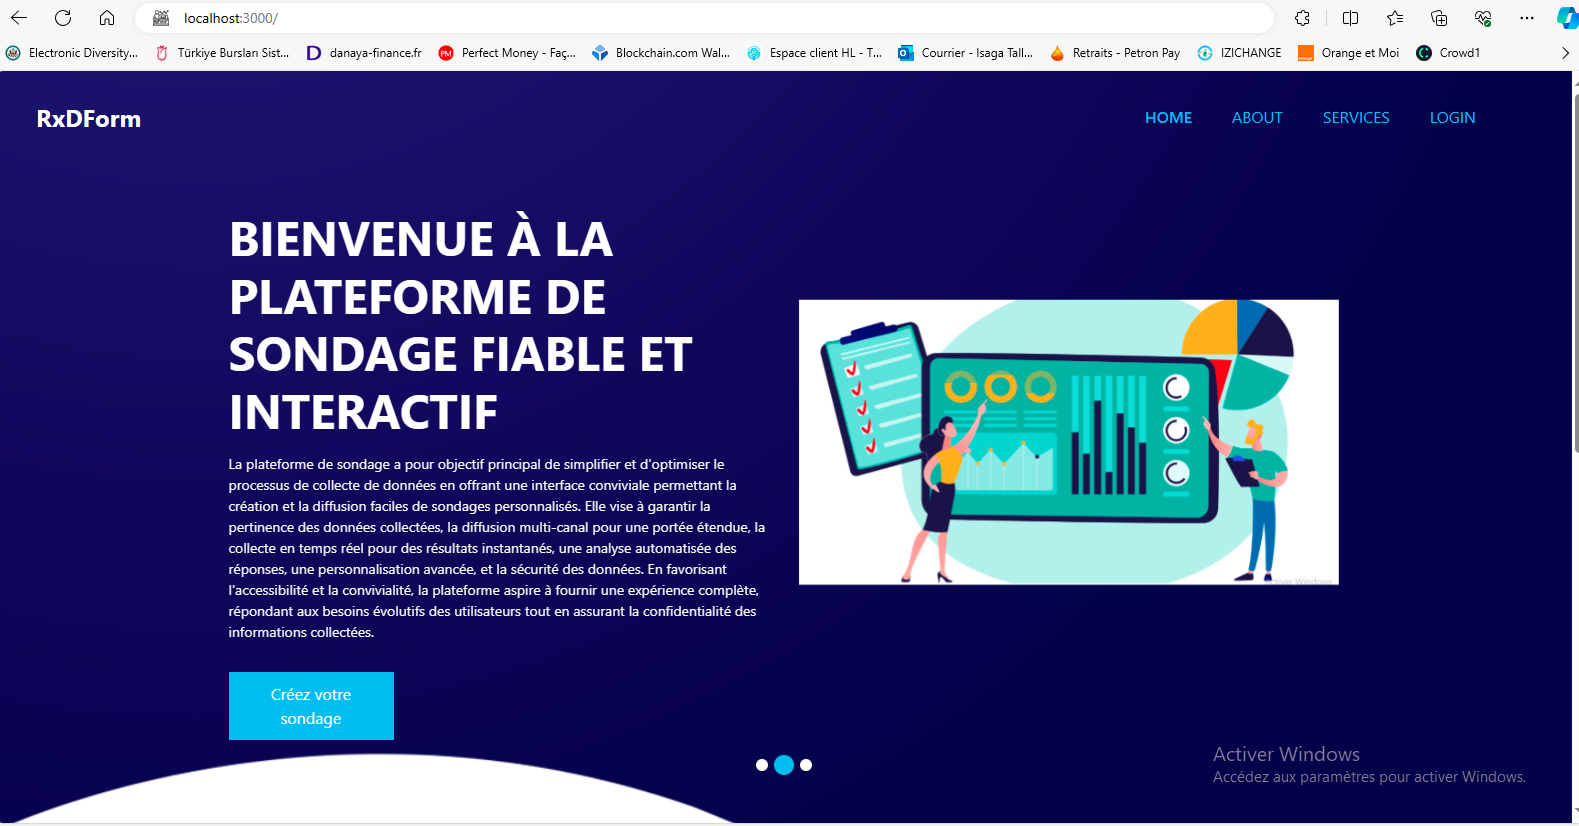 localhost:3000/
Electronic Diversity... Türkiye Bursları Sist... danaya-finance.fr Perfect Money - Faç... Blockchain.com Wal... Espace client HL - T... Courrier - Isaga Tall... Retraits - Petron Pay IZICHANGE Orange et Moi Crowd1
RxDForm
HOME ABOUT SERVICES LOGIN
BIENVENUE À LA
PLATEFORME DE
SONDAGE FIABLE ET
INTERACTIF
La plateforme de sondage a pour objectif principal de simplifier et d'optimiser le
processus de collecte de données en offrant une interface conviviale permettant la
création et la diffusion faciles de sondages personnalisés. Elle vise à garantir la
pertinence des données collectées, la diffusion multi-canal pour une portée étendue, la
collecte en temps réel pour des résultats instantanés, une analyse automatisée des
réponses, une personnalisation avancée, et la sécurité des données. En favorisant
l'accessibilité et la convivialité, la plateforme aspire à fournir une expérience complète,
répondant aux besoins évolutifs des utilisateurs tout en assurant la confidentialité des
informations collectées.
Créez votre
sondage
Activer Windows
Accédez aux paramètres pour activer Windows.